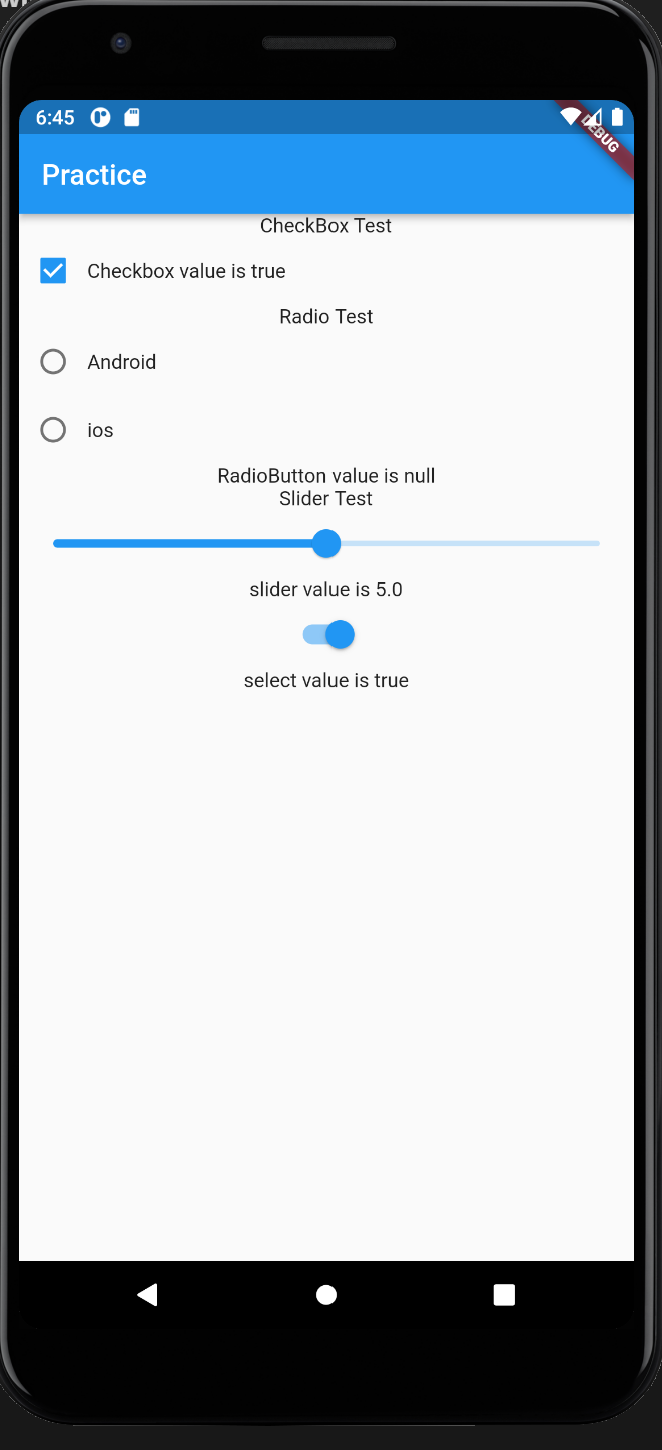 6:45
DEBUG
Practice
CheckBox Test
Checkbox value is true
Radio Test
Android
ios
RadioButton value is null
Slider Test
slider value is 5.0
select value is true